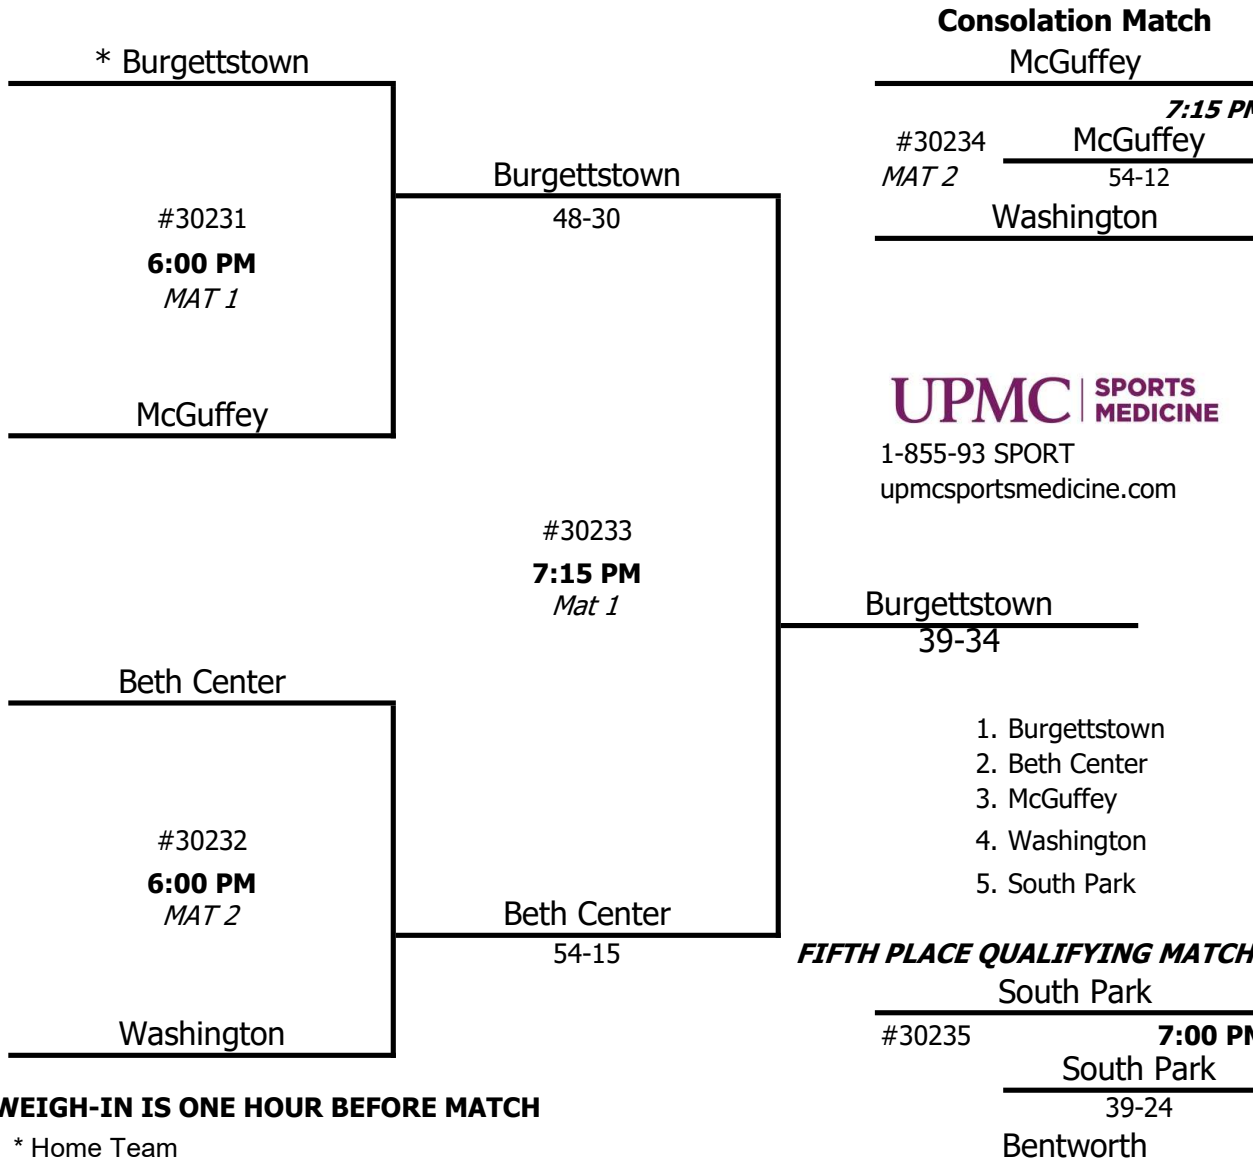 Consolation Match
* Burgettstown
McGuffey
7:15 PM
#30234
McGuffey
MAT 2
54-12
Washington
Burgettstown
48-30
#30231
6:00 PM
MAT 1
McGuffey
UPMC SPORTS MEDICINE
1-855-93 SPORT
upmcsportsmedicine.com
#30233
7:15 PM
Mat 1
Burgettstown
39-34
Beth Center
1. Burgettstown
2. Beth Center
3. McGuffey
4. Washington
5. South Park
#30232
6:00 PM
MAT 2
Beth Center
54-15
FIFTH PLACE QUALIFYING MATCH
South Park
Washington
#30235
7:00 PM
South Park
39-24
Bentworth
WEIGH-IN IS ONE HOUR BEFORE MATCH
* Home Team